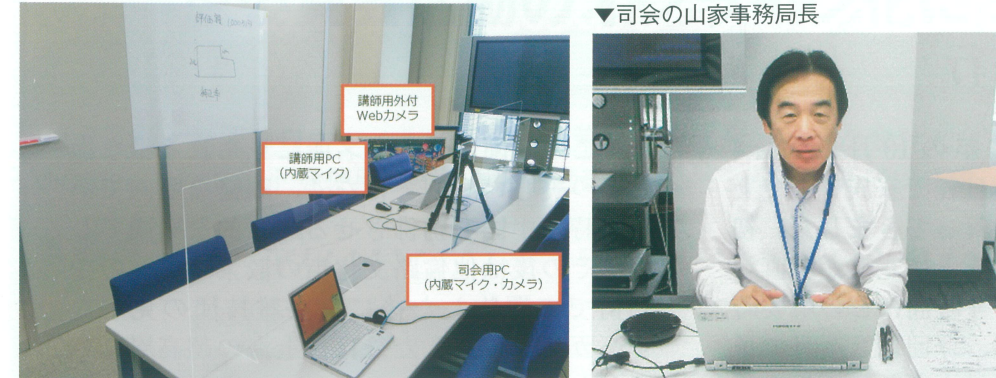 ▼司会の山家事務局長
講師用外付
Webカメラ
講師用PC
（内蔵マイク）
司会用PC
（内蔵マイク・カメラ）